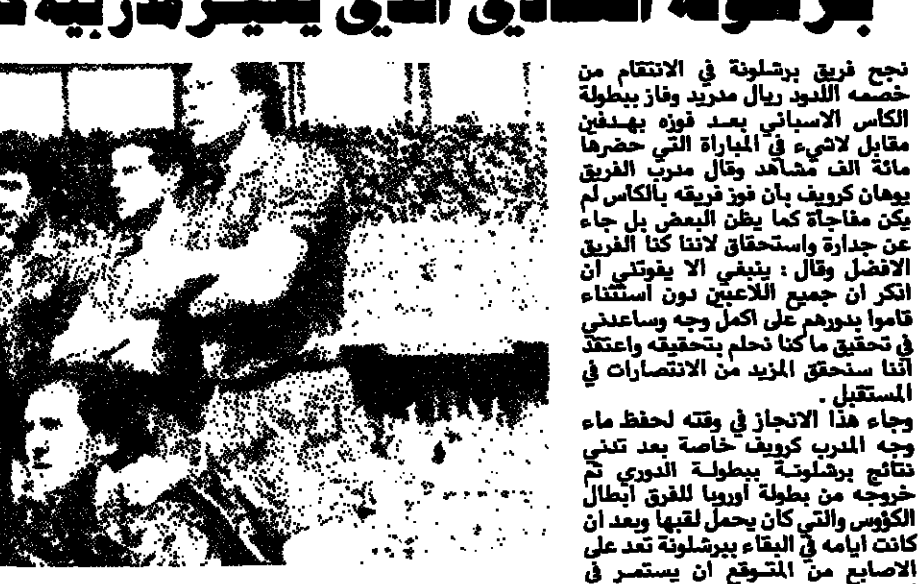 برشلونة
الذي
نجح فريق برشلونة في الانتقام من
خصمه اللدود ريال مدريد وفاز ببطولة
الكاس الاسباني بعد فوزه بهدفين
مقابل لاشيء في المباراة التي حضرها
مائة الف مشاهد وقال مدرب الفريق
يوهان كرويف بأن فوز فريقه بالكاس لم
يكن مفاجأة كما يظن البعض بل جاء
عن جدارة واستحقاق لاننا كنا الفريق
الافضل وقال : ينبغي الا يفوتني ان
انكر ان جميع اللاعبين دون استثناء
قاموا بدورهم على اكمل وجه وساعدني
في تحقيق ما كنا نحلم بتحقيقه واعتقد
أننا سنحقق المزيد من الانتصارات في
المستقبل .
وجاء هذا الانجاز في وقته لحفظ ماء
وجه المدرب كرويف خاصة بعد تدني
نتائج برشلونة ببطولة الدوري ثم
خروجه من بطولة اوروبا للفرق ابطال
الكؤوس والتي كان يحمل لقبها وبعد ان
كانت ايامه في البقاء ببرشلونة تعد على
الاصابع من المتوقع ان يستمر في